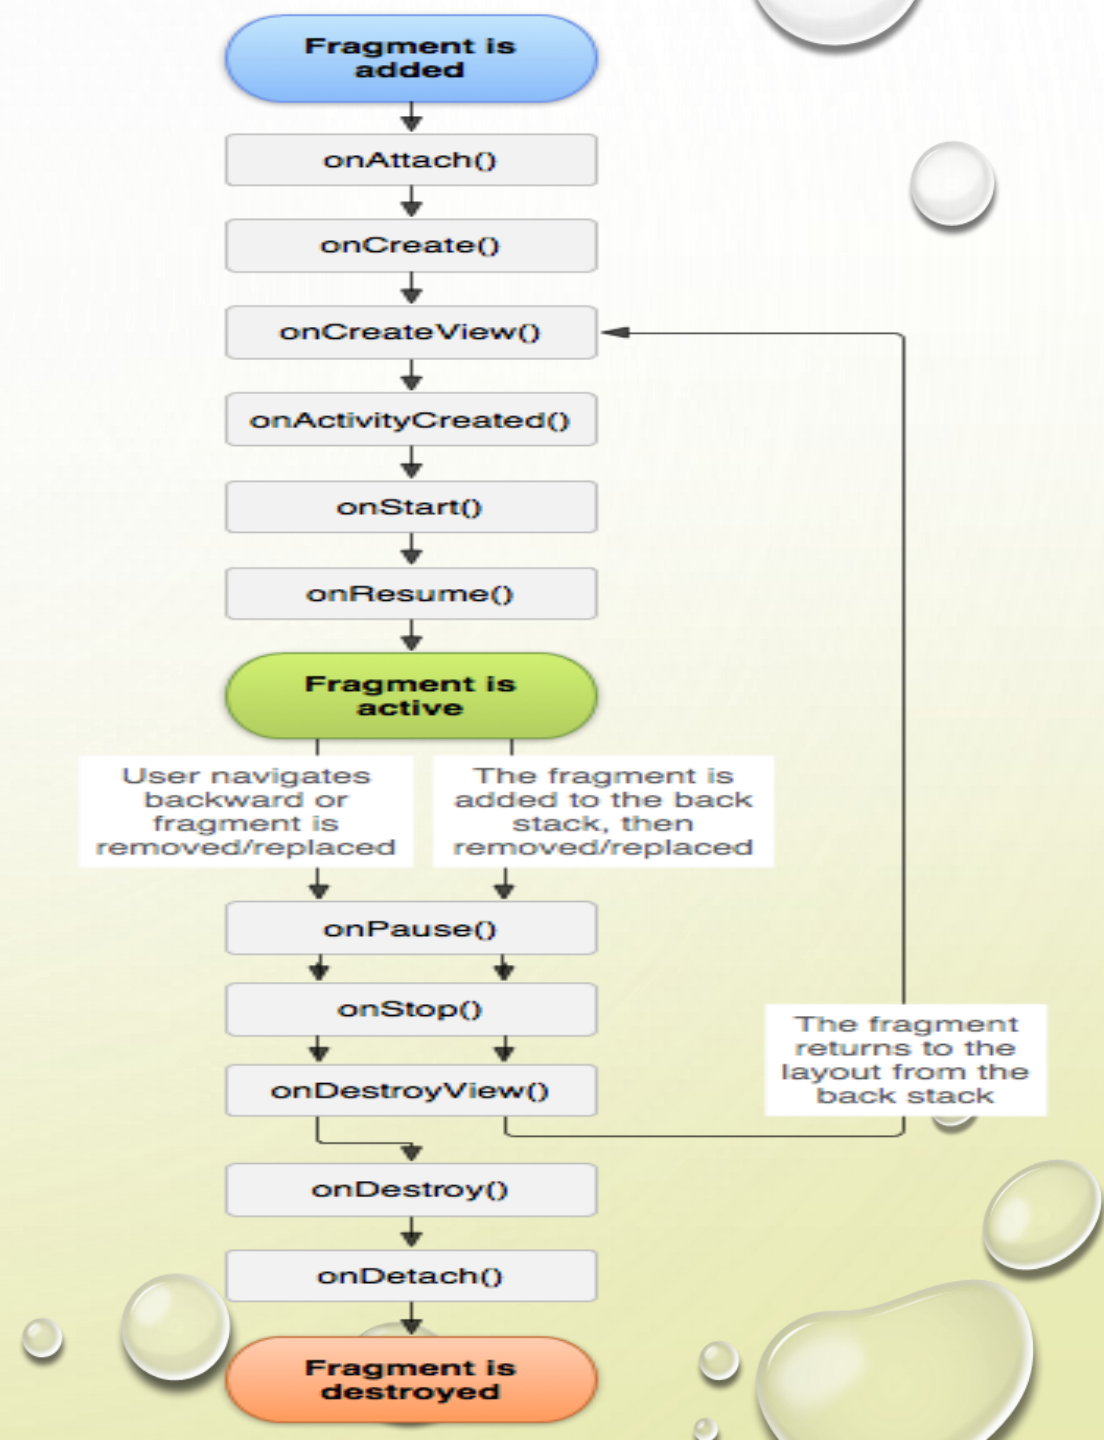 Fragment is
added
onAttach()
onCreate()
onCreateView()
onActivityCreated()
onStart()
onResume()
Fragment is
active
User navigates
backward or
fragment is
removed/replaced
The fragment is
added to the back
stack, then
removed/replaced
onPause()
onStop()
onDestroyView()
The fragment
returns to the
layout from the
back stack
onDestroy()
onDetach()
Fragment is
destroyed